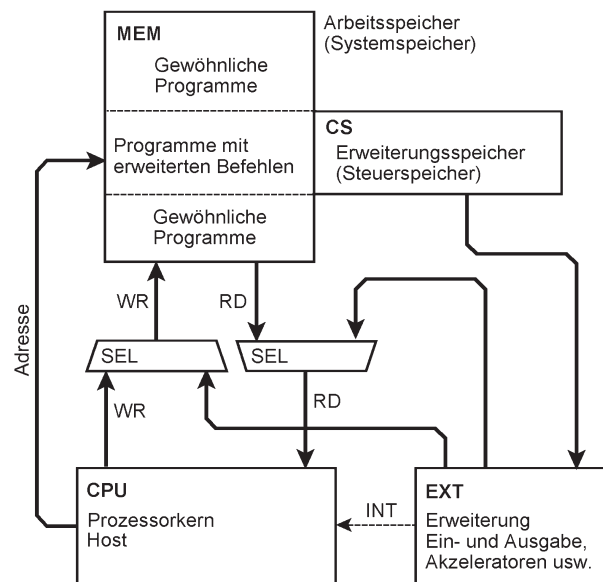 MEM
Gewöhnliche
Programme
Arbeitsspeicher
(Systemspeicher)
Programme mit
erweiterten Befehlen
CS
Erweiterungsspeicher
(Steuerspeicher)
Gewöhnliche
Programme
Adresse
WR
RD
SEL
SEL
WR
RD
CPU
Prozessorkern
Host
INT
EXT
Erweiterung
Ein- und Ausgabe,
Akzeleratoren usw.